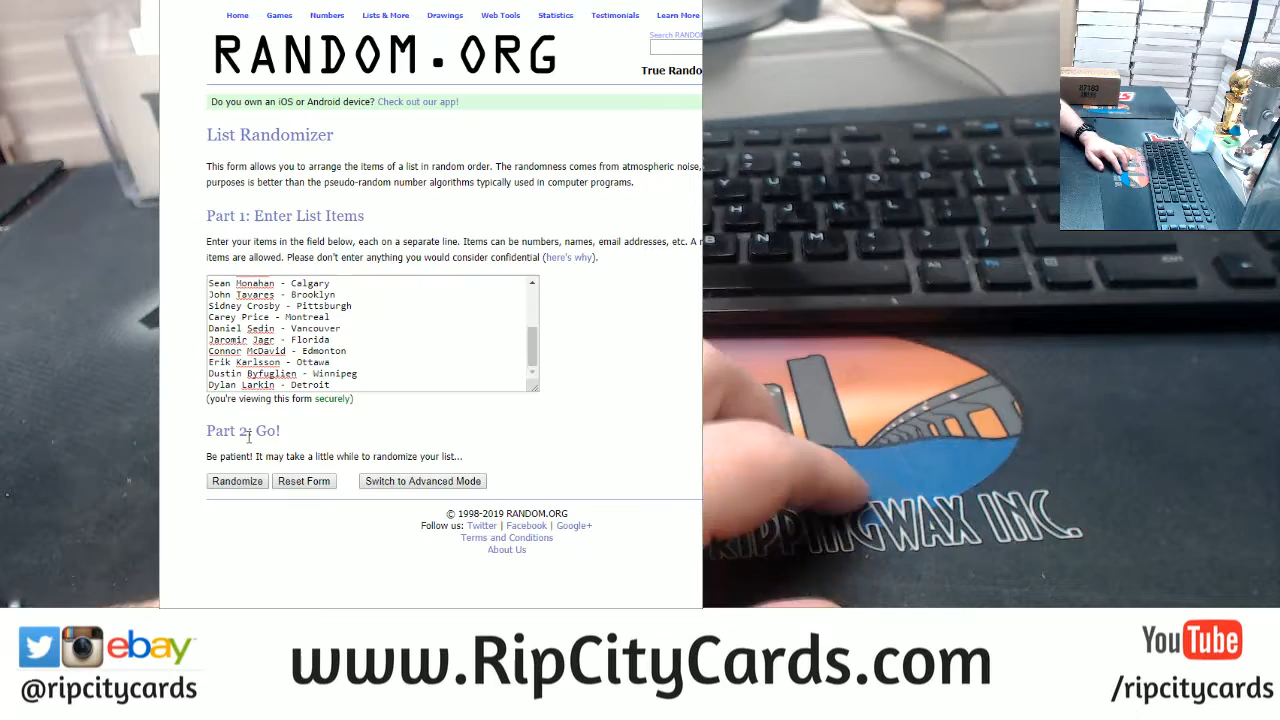 Home Games Numbers Lists & More Drawings Web Tools Statistics Testimonials Learn More
RANDOM.ORG
Search RANDO
True Rando
Do you own an iOS or Android device? Check out our app!
List Randomizer
This form allows you to arrange the items of a list in random order. The randomness comes from atmospheric noise,
purposes is better than the pseudo-random number algorithms typically used in computer programs.
Part 1: Enter List Items
Enter your items in the field below, each on a separate line. Items can be numbers, names, email addresses, etc. A
items are allowed. Please don't enter anything you would consider confidential (here's why).
Sean Monahan - Calgary
John Tavares - Brooklyn
Sidney Crosby - Pittsburgh
Carey Price - Montreal
Daniel Sedin - Vancouver
Jaromir Jagr - Florida
Connor McDavid - Edmonton
Erik Karlsson - Ottawa
Dustin Byfuglien - Winnipeg
Dylan Larkin - Detroit
(you're viewing this form securely)
Part 2: Go!
Be patient! It may take a little while to randomize your list...
Randomize Reset Form Switch to Advanced Mode
© 1998-2019 RANDOM.ORG
Follow us: Twitter | Facebook | Google+
Terms and Conditions
About Us
RIPPINGWAX INC.
87183
ebay
@ripcitycards
www.RipCityCards.com
YouTube
/ripcitycards